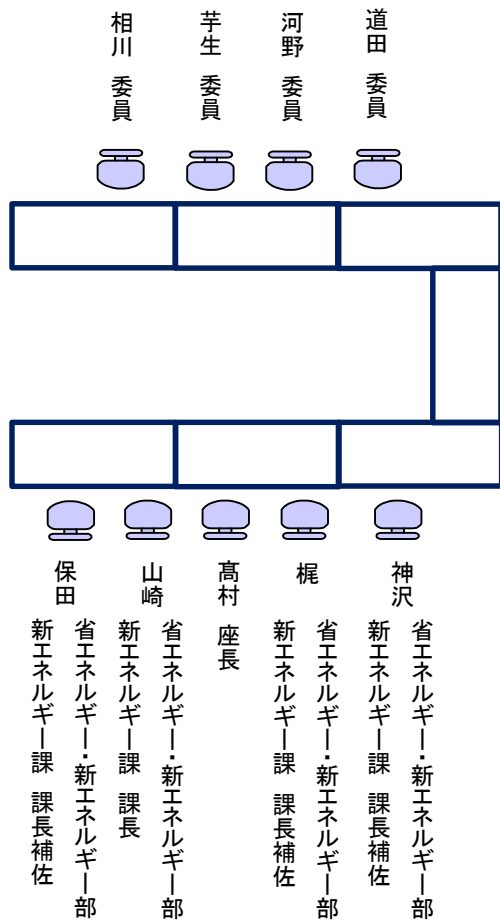 道田 委員
河野 委員
芋生 委員
相川 委員
神沢
省エネルギー・新エネルギー部
新エネルギー課 課長補佐
梶
省エネルギー・新エネルギー部
新エネルギー課 課長補佐
髙村 座長
山崎
省エネルギー・新エネルギー部
新エネルギー課 課長
保田
省エネルギー・新エネルギー部
新エネルギー課 課長補佐